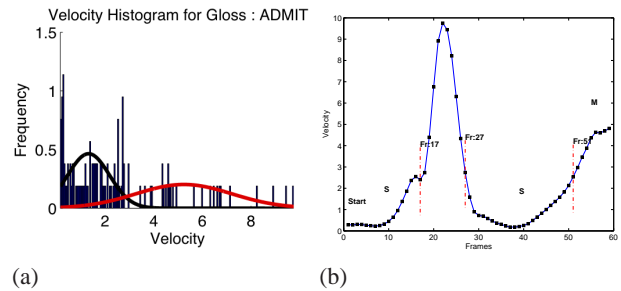 Velocity Histogram for Gloss : ADMIT
1.5
1
0.5
0
Frequency
2 4 6 8
Velocity
(a)
10
9
8
7
6
5
4
3
2
1
0
Velocity
M
Fr:17
Fr:27
Fr:51
Start
S
S
0 10 20 30 40 50 60
Frames
(b)